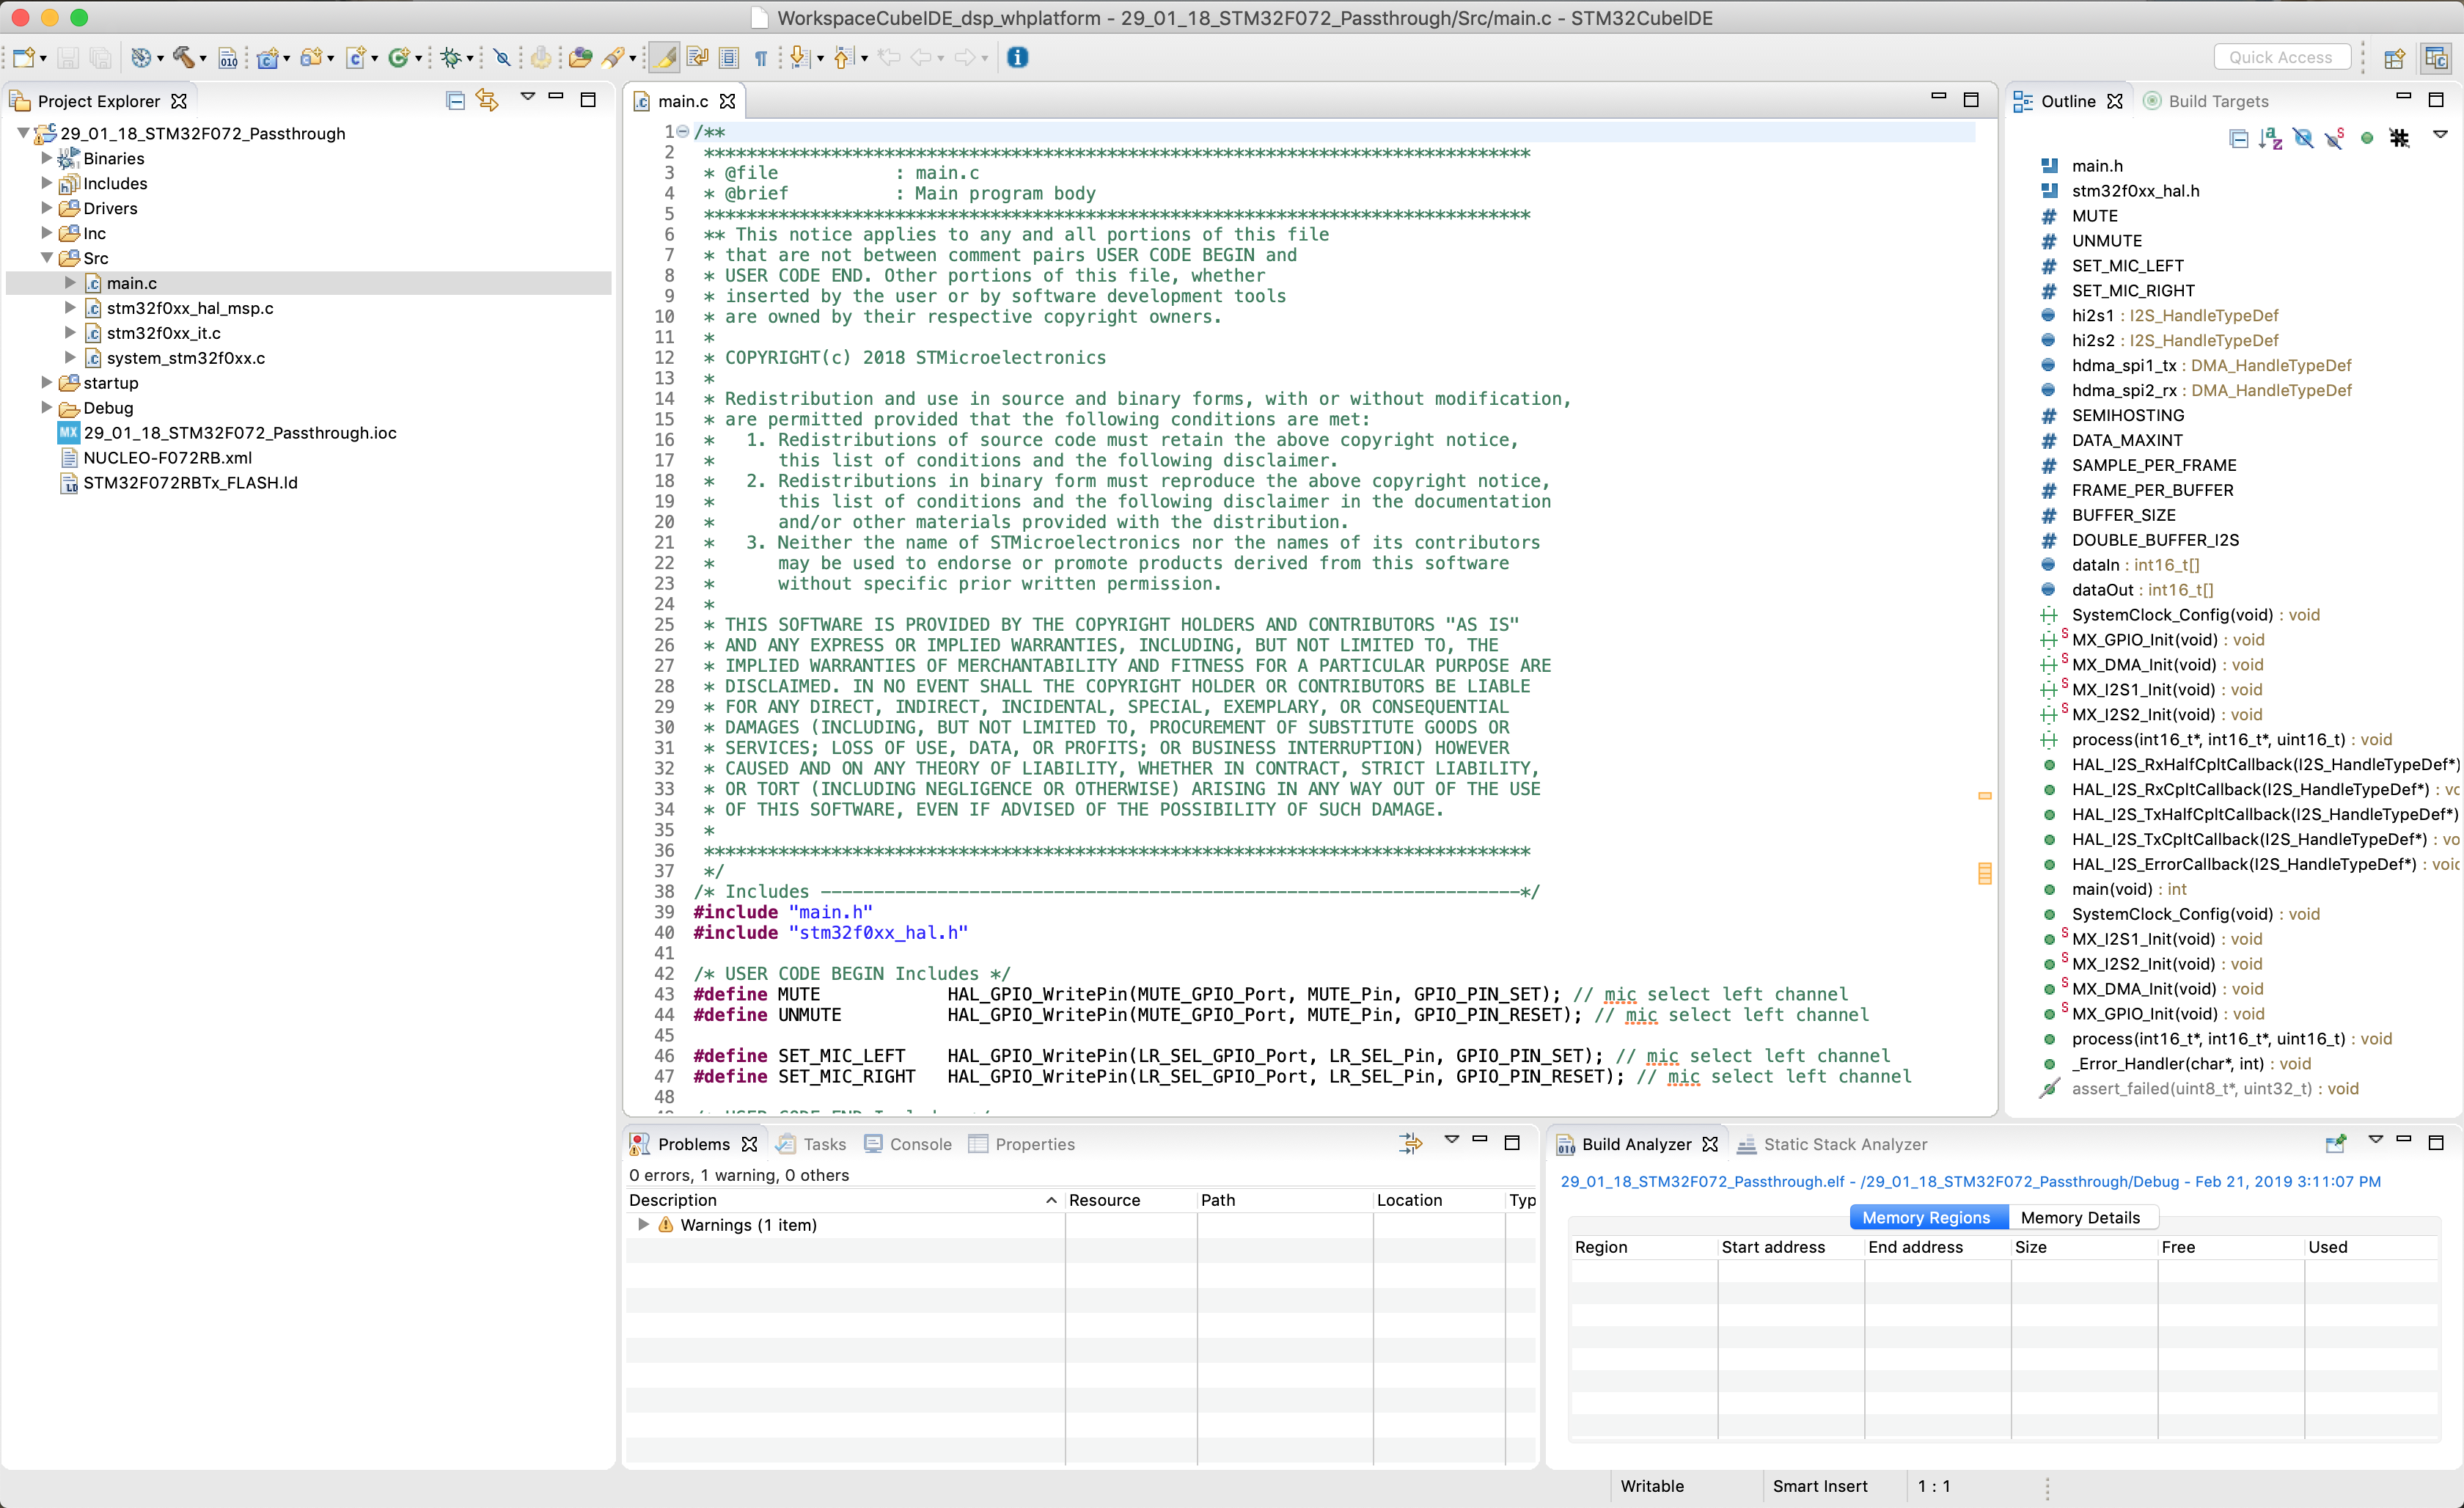 WorkspaceCubeIDE_dsp_whplatform - 29_01_18_STM32F072_Passthrough/Src/main.c - STM32CubeIDE
Quick Access
Project Explorer
29_01_18_STM32F072_Passthrough
Binaries
Includes
Drivers
Inc
Src
main.c
stm32f0xx_hal_msp.c
stm32f0xx_it.c
system_stm32f0xx.c
startup
Debug
29_01_18_STM32F072_Passthrough.ioc
NUCLEO-F072RB.xml
STM32F072RBTx_FLASH.ld
main.c
1 /**
2 ******************************************************************************
3 * @file : main.c
4 * @brief : Main program body
5 ******************************************************************************
6 ** This notice applies to any and all portions of this file
7 * that are not between comment pairs USER CODE BEGIN and
8 * USER CODE END. Other portions of this file, whether
9 * inserted by the user or by software development tools
10 * are owned by their respective copyright owners.
11 *
12 * COPYRIGHT(c) 2018 STMicroelectronics
13 *
14 * Redistribution and use in source and binary forms, with or without modification,
15 * are permitted provided that the following conditions are met:
16 * 1. Redistributions of source code must retain the above copyright notice,
17 * this list of conditions and the following disclaimer.
18 * 2. Redistributions in binary form must reproduce the above copyright notice,
19 * this list of conditions and the following disclaimer in the documentation
20 * and/or other materials provided with the distribution.
21 * 3. Neither the name of STMicroelectronics nor the names of its contributors
22 * may be used to endorse or promote products derived from this software
23 * without specific prior written permission.
24 *
25 * THIS SOFTWARE IS PROVIDED BY THE COPYRIGHT HOLDERS AND CONTRIBUTORS "AS IS"
26 * AND ANY EXPRESS OR IMPLIED WARRANTIES, INCLUDING, BUT NOT LIMITED TO, THE
27 * IMPLIED WARRANTIES OF MERCHANTABILITY AND FITNESS FOR A PARTICULAR PURPOSE ARE
28 * DISCLAIMED. IN NO EVENT SHALL THE COPYRIGHT HOLDER OR CONTRIBUTORS BE LIABLE
29 * FOR ANY DIRECT, INDIRECT, INCIDENTAL, SPECIAL, EXEMPLARY, OR CONSEQUENTIAL
30 * DAMAGES (INCLUDING, BUT NOT LIMITED TO, PROCUREMENT OF SUBSTITUTE GOODS OR
31 * SERVICES; LOSS OF USE, DATA, OR PROFITS; OR BUSINESS INTERRUPTION) HOWEVER
32 * CAUSED AND ON ANY THEORY OF LIABILITY, WHETHER IN CONTRACT, STRICT LIABILITY,
33 * OR TORT (INCLUDING NEGLIGENCE OR OTHERWISE) ARISING IN ANY WAY OUT OF THE USE
34 * OF THIS SOFTWARE, EVEN IF ADVISED OF THE POSSIBILITY OF SUCH DAMAGE.
35 *
36 ******************************************************************************
37 */
38 /* Includes ------------------------------------------------------------------*/
39 #include "main.h"
40 #include "stm32f0xx_hal.h"
41
42 /* USER CODE BEGIN Includes */
43 #define MUTE HAL_GPIO_WritePin(MUTE_GPIO_Port, MUTE_Pin, GPIO_PIN_SET); // mic select left channel
44 #define UNMUTE HAL_GPIO_WritePin(MUTE_GPIO_Port, MUTE_Pin, GPIO_PIN_RESET); // mic select left channel
45
46 #define SET_MIC_LEFT HAL_GPIO_WritePin(LR_SEL_GPIO_Port, LR_SEL_Pin, GPIO_PIN_SET); // mic select left channel
47 #define SET_MIC_RIGHT HAL_GPIO_WritePin(LR_SEL_GPIO_Port, LR_SEL_Pin, GPIO_PIN_RESET); // mic select left channel
48
Outline Build Targets
main.h
stm32f0xx_hal.h
MUTE
UNMUTE
SET_MIC_LEFT
SET_MIC_RIGHT
hi2s1 : I2S_HandleTypeDef
hi2s2 : I2S_HandleTypeDef
hdma_spi1_tx : DMA_HandleTypeDef
hdma_spi2_rx : DMA_HandleTypeDef
SEMIHOSTING
DATA_MAXINT
SAMPLE_PER_FRAME
FRAME_PER_BUFFER
BUFFER_SIZE
DOUBLE_BUFFER_I2S
dataIn : int16_t[]
dataOut : int16_t[]
SystemClock_Config(void) : void
MX_GPIO_Init(void) : void
MX_DMA_Init(void) : void
MX_I2S1_Init(void) : void
MX_I2S2_Init(void) : void
process(int16_t*, int16_t*, uint16_t) : void
HAL_I2S_RxHalfCpltCallback(I2S_HandleTypeDef*)
HAL_I2S_RxCpltCallback(I2S_HandleTypeDef*) : vo
HAL_I2S_TxHalfCpltCallback(I2S_HandleTypeDef*)
HAL_I2S_TxCpltCallback(I2S_HandleTypeDef*) : vo
HAL_I2S_ErrorCallback(I2S_HandleTypeDef*) : voic
main(void) : int
SystemClock_Config(void) : void
MX_I2S1_Init(void) : void
MX_I2S2_Init(void) : void
MX_DMA_Init(void) : void
MX_GPIO_Init(void) : void
process(int16_t*, int16_t*, uint16_t) : void
_Error_Handler(char*, int) : void
assert_failed(uint8_t*, uint32_t) : void
Problems Tasks Console Properties
0 errors, 1 warning, 0 others
Description Resource Path Location Typ
Warnings (1 item)
Build Analyzer Static Stack Analyzer
29_01_18_STM32F072_Passthrough.elf - /29_01_18_STM32F072_Passthrough/Debug - Feb 21, 2019 3:11:07 PM
Memory Regions Memory Details
Region Start address End address Size Free Used
Writable Smart Insert 1 : 1